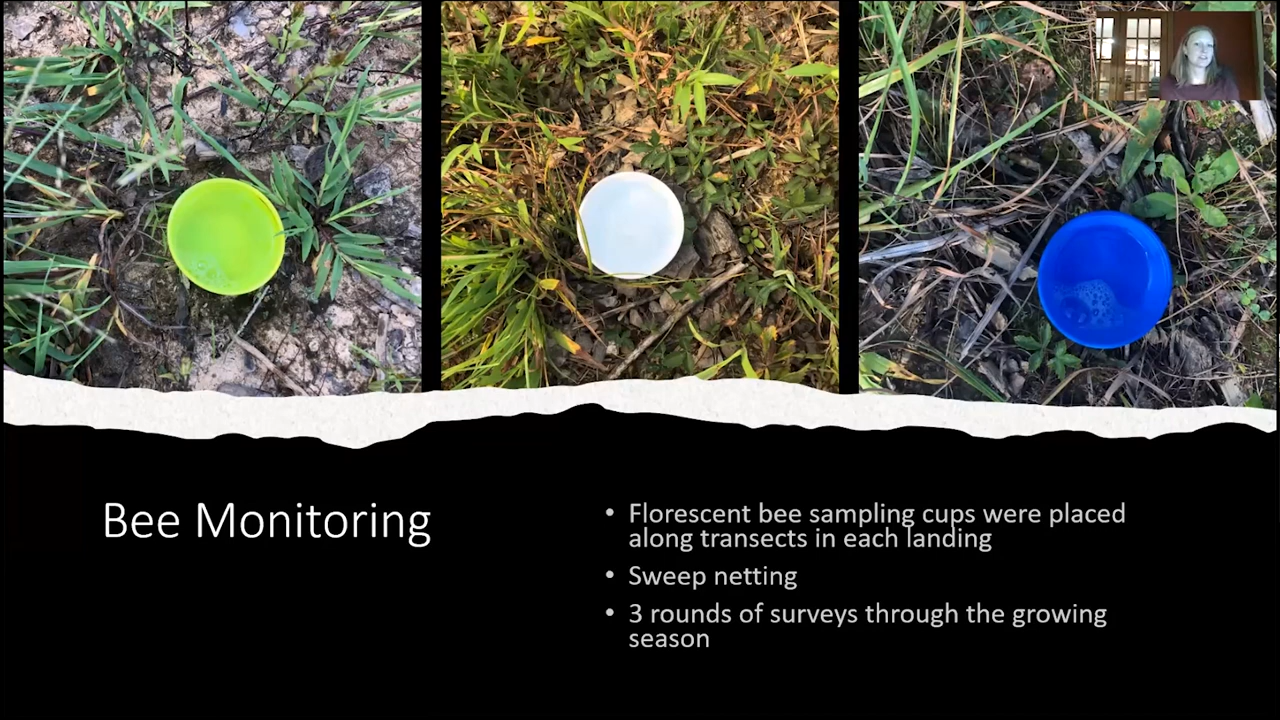 Bee Monitoring
• Florescent bee sampling cups were placed
along transects in each landing
• Sweep netting
• 3 rounds of surveys through the growing
season